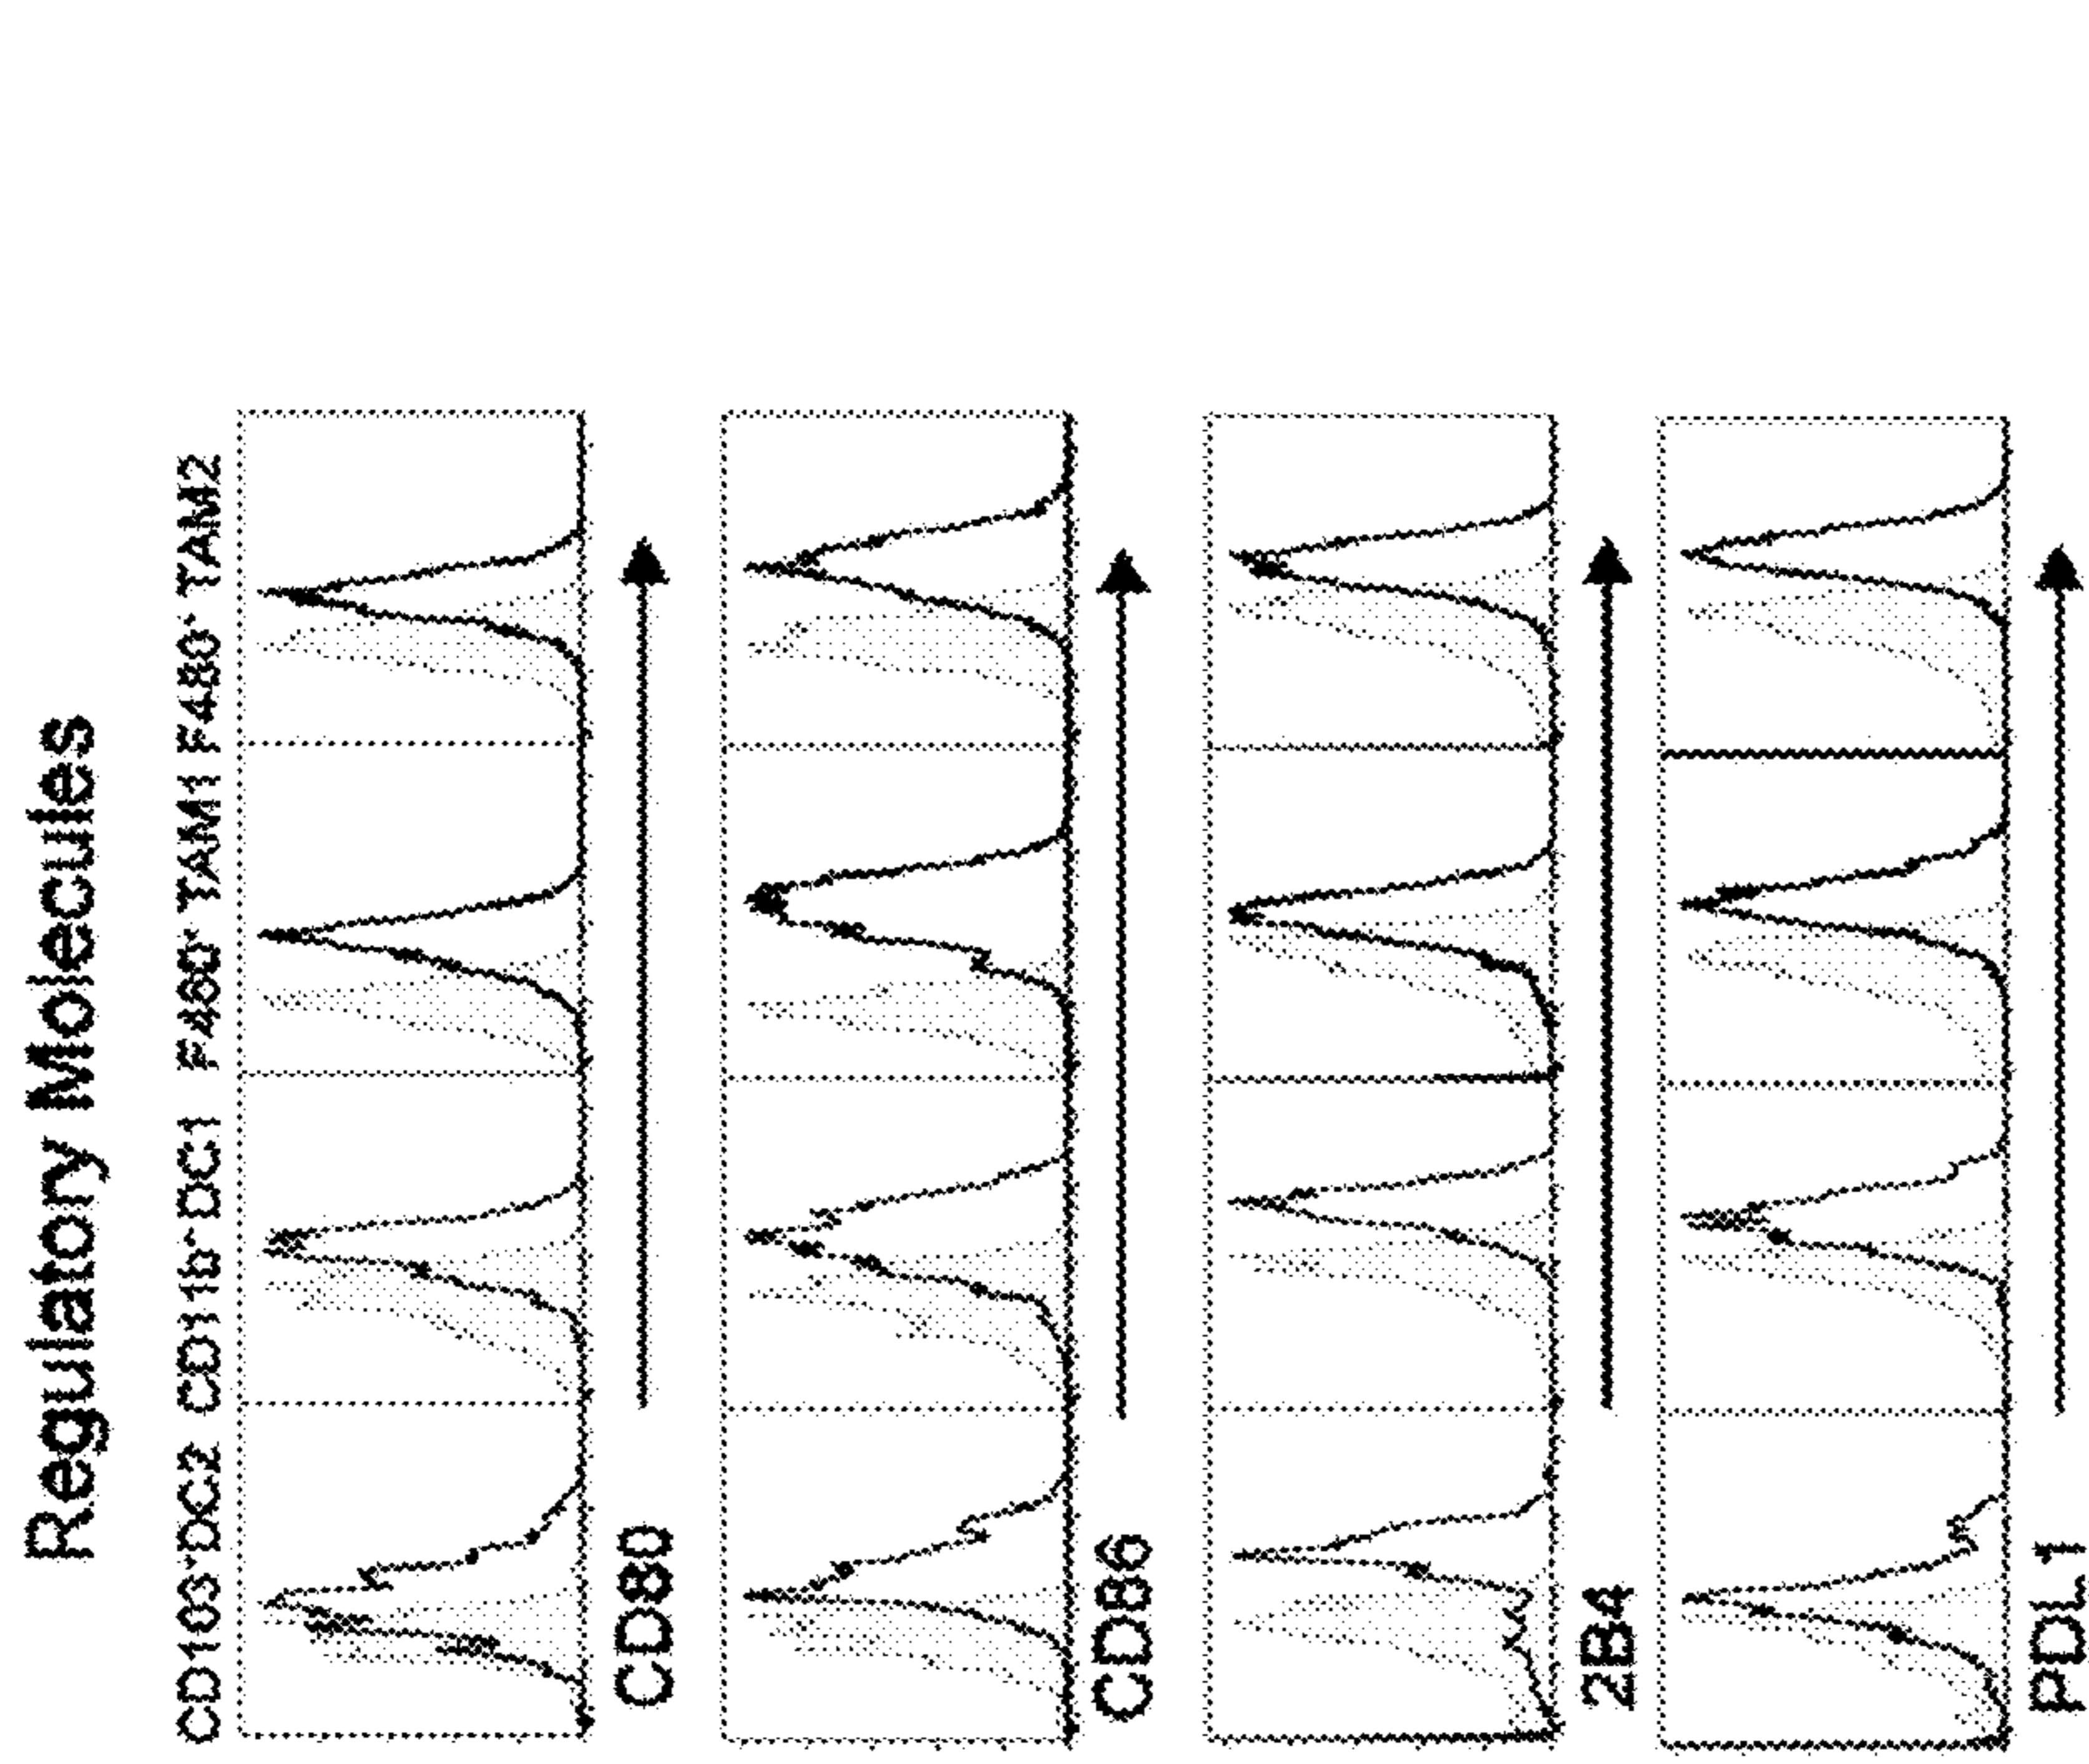 Regulatory Molecules
CD103⁺DC2 CD11b⁺DC1 F480⁺ TAM1 F480⁺ TAM2
CD80
CD86
2B4
PDL1